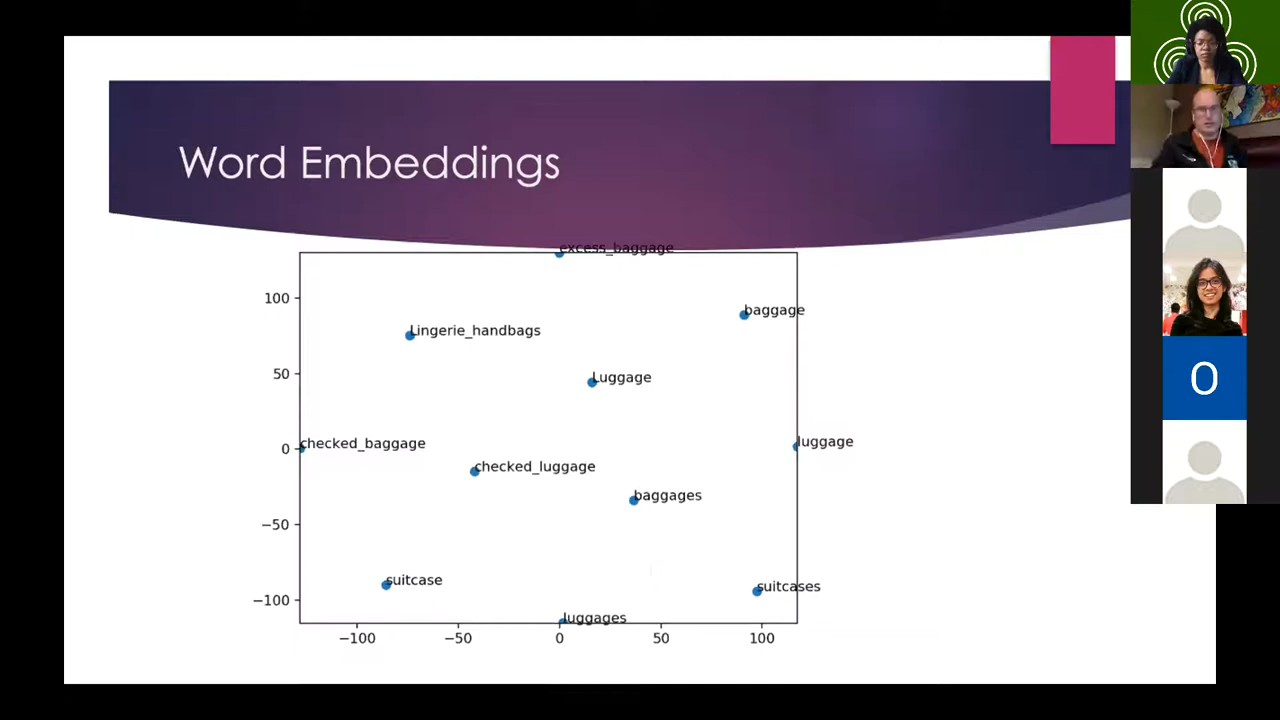 Word Embeddings
excess_baggage
100
baggage
Lingerie_handbags
50
Luggage
0
checked_baggage
luggage
checked_luggage
baggages
−50
suitcase
suitcases
−100
luggages
−100
−50
0
50
100
O